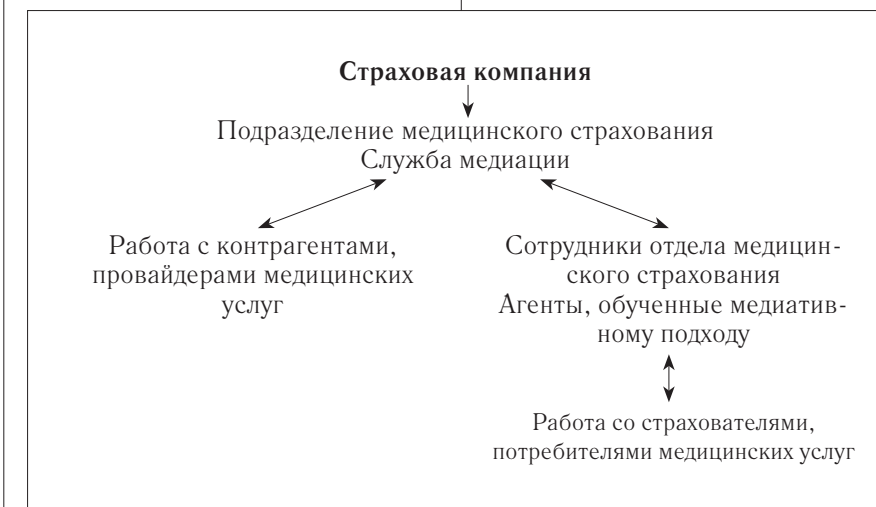 Страховая компания
Подразделение медицинского страхования
Служба медиации
Работа с контрагентами,
провайдерами медицинских
услуг
Сотрудники отдела медицин-
ского страхования
Агенты, обученные медиатив-
ному подходу
Работа со страхователями,
потребителями медицинских услуг